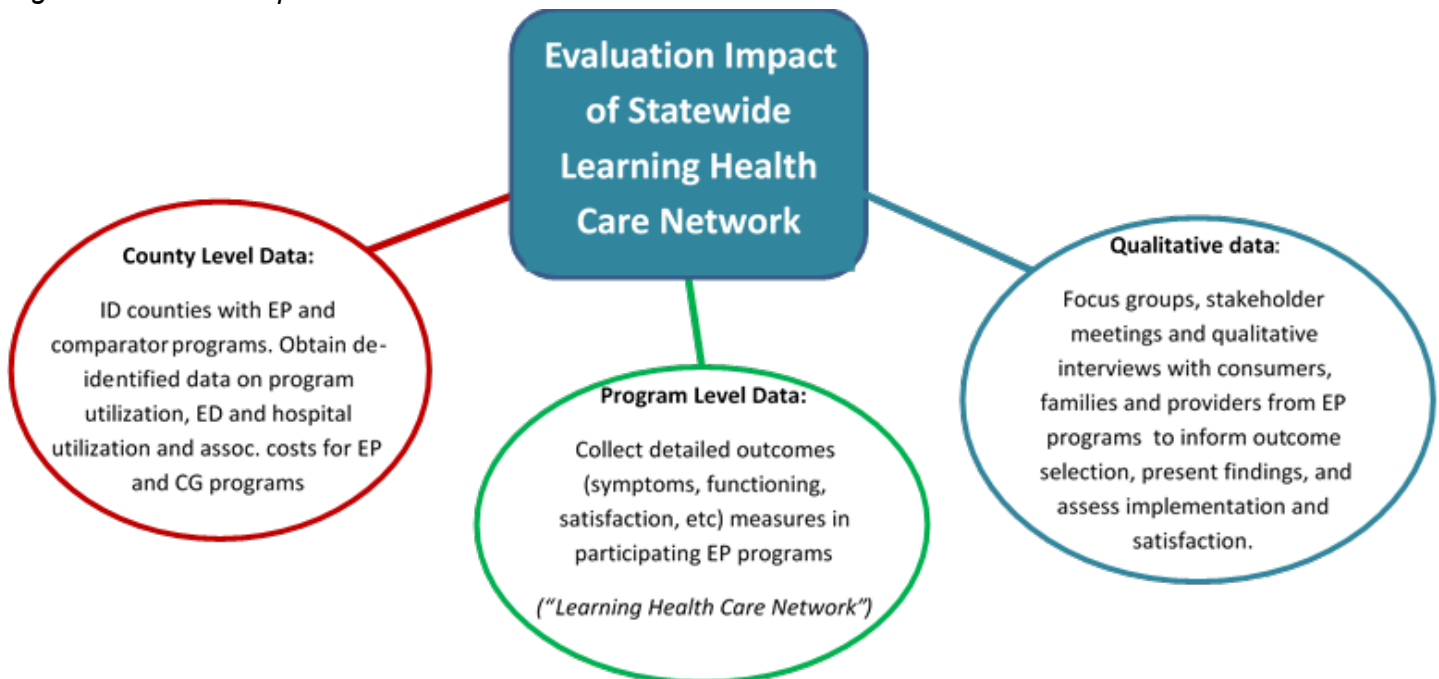 Evaluation Impact
of Statewide
Learning Health
Care Network
County Level Data:
ID counties with EP and
comparator programs. Obtain de-
identified data on program
utilization, ED and hospital
utilization and assoc. costs for EP
and CG programs
Program Level Data:
Collect detailed outcomes
(symptoms, functioning,
satisfaction, etc) measures in
participating EP programs
(“Learning Health Care Network”)
Qualitative data:
Focus groups, stakeholder
meetings and qualitative
interviews with consumers,
families and providers from EP
programs to inform outcome
selection, present findings, and
assess implementation and
satisfaction.